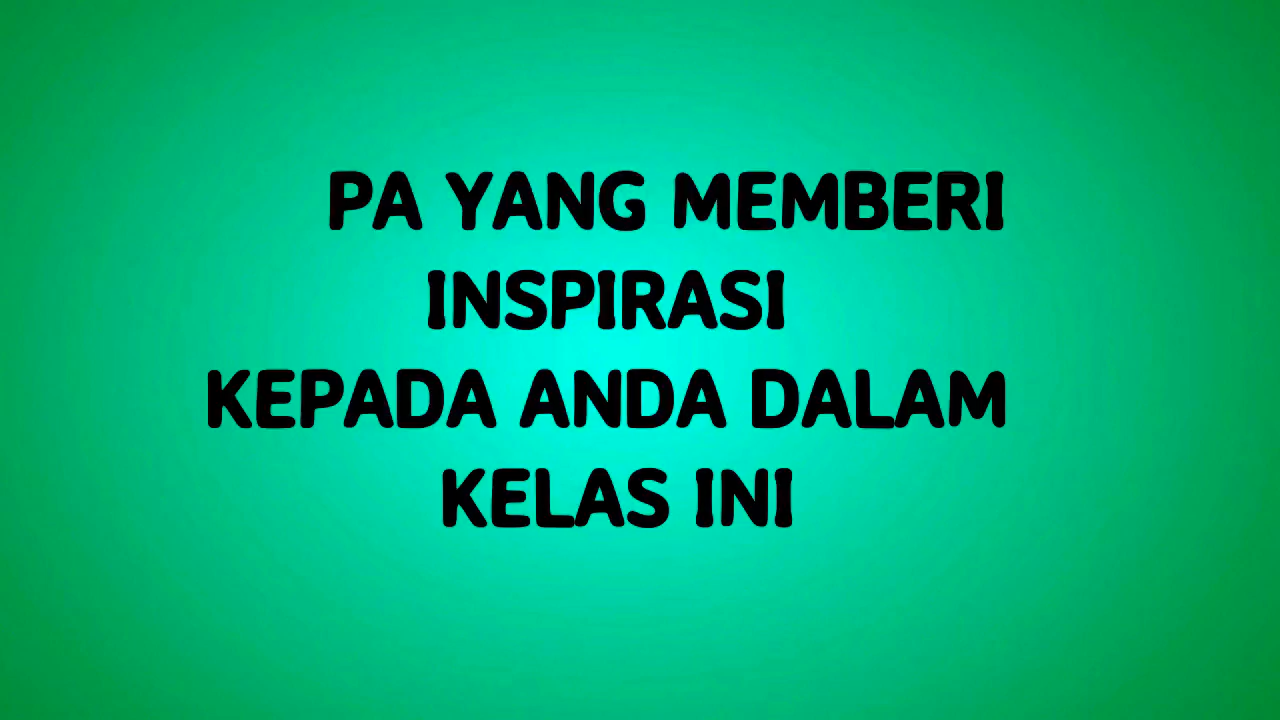 PA YANG MEMBERI
INSPIRASI
KEPADA ANDA DALAM
KELAS INI